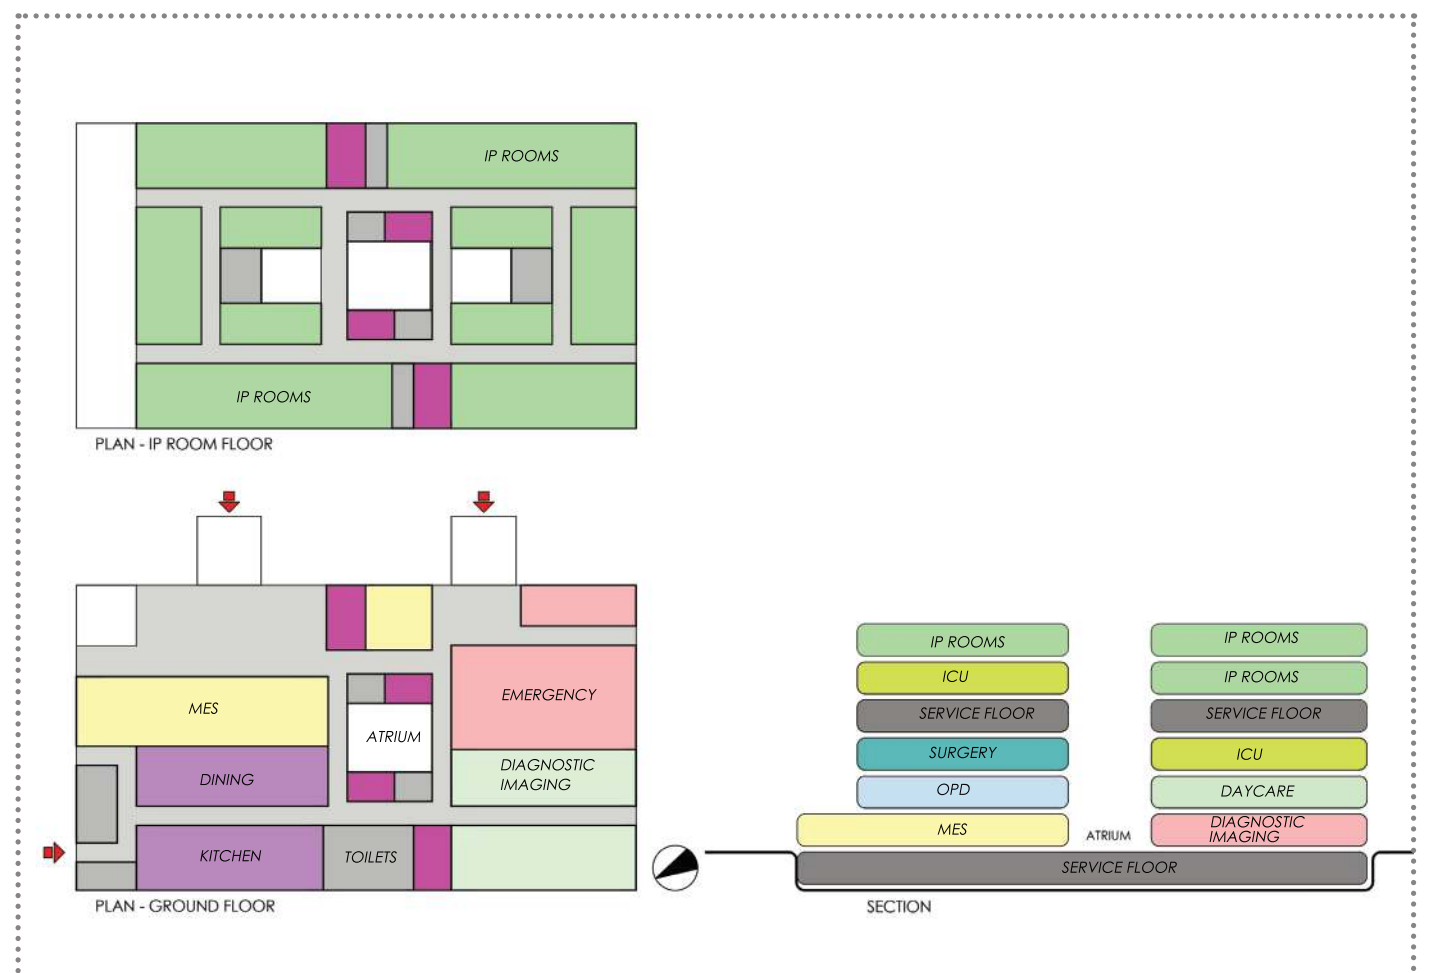 IP ROOMS
IP ROOMS
PLAN - IP ROOM FLOOR
MES
EMERGENCY
ATRIUM
DINING
DIAGNOSTIC
IMAGING
KITCHEN
TOILETS
PLAN - GROUND FLOOR
IP ROOMS
ICU
SERVICE FLOOR
SURGERY
OPD
MES
ATRIUM
IP ROOMS
IP ROOMS
SERVICE FLOOR
ICU
DAYCARE
DIAGNOSTIC
IMAGING
SERVICE FLOOR
SECTION